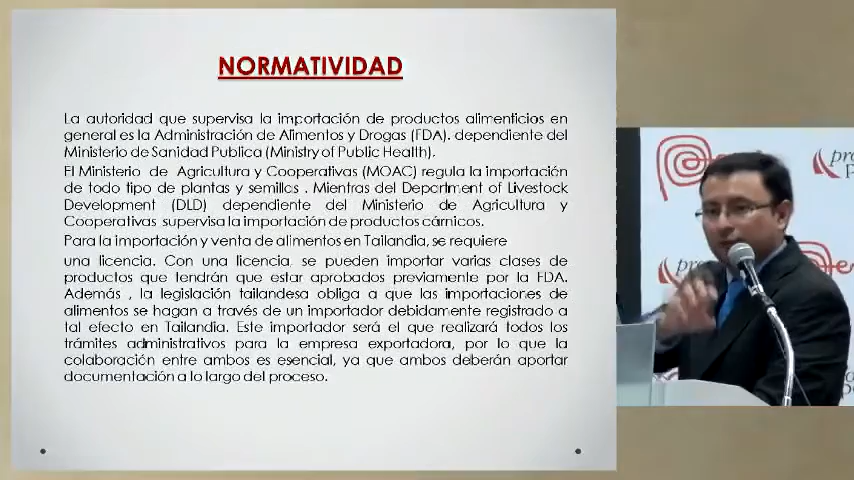 NORMATIVIDAD
La autoridad que supervisa la importación de productos alimenticios en
general es la Administración de Alimentos y Drogas (FDA). dependiente del
Ministerio de Sanidad Publica (Ministry of Public Health).
El Ministerio de Agricultura y Cooperativas (MOAC) regula la importación
de todo tipo de plantas y semillas . Mientras del Department of Livestock
Development (DLD) dependiente del Ministerio de Agricultura y
Cooperativas supervisa la importación de productos cárnicos.
Para la importación y venta de alimentos en Tailandia, se requiere
una licencia. Con una licencia, se pueden importar varias clases de
productos que tendrán que estar aprobados previamente por la FDA.
Además , la legislación tailandesa obliga a que las importaciones de
alimentos se hagan a través de un importador debidamente registrado a
tal efecto en Tailandia. Este importador será el que realizará todos los
trámites administrativos para la empresa exportadora, por lo que la
colaboración entre ambos es esencial, ya que ambos deberán aportar
documentación a lo largo del proceso.